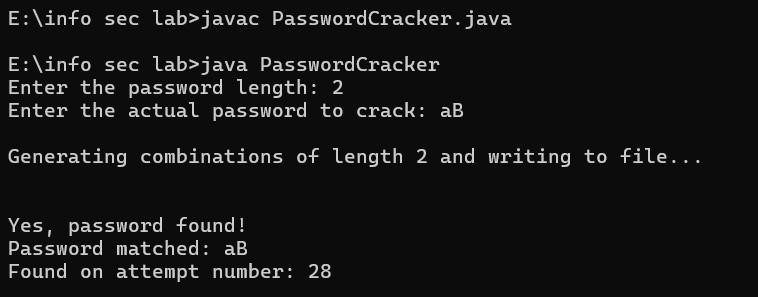 E:\info sec lab>javac PasswordCracker.java
E:\info sec lab>java PasswordCracker
Enter the password length: 2
Enter the actual password to crack: aB
Generating combinations of length 2 and writing to file...
Yes, password found!
Password matched: aB
Found on attempt number: 28